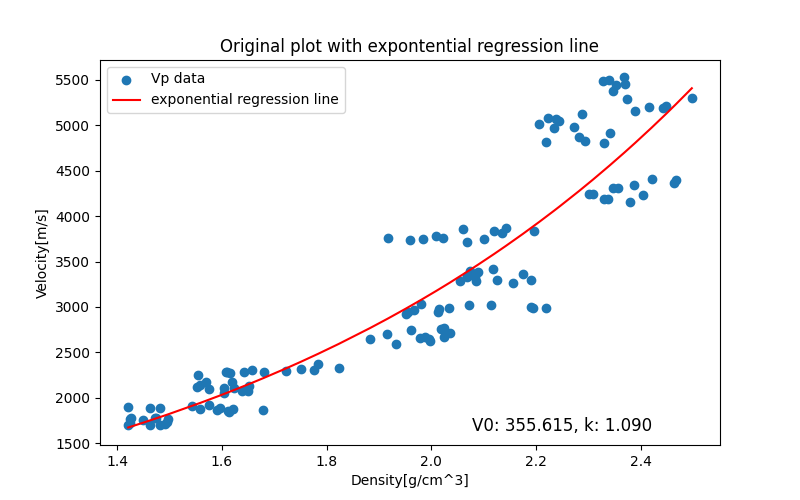 Original plot with expontential regression line
Vp data
exponential regression line
5500
5000
4500
4000
3500
3000
2500
2000
1500
Velocity[m/s]
V0: 355.615, k: 1.090
1.4 1.6 1.8 2.0 2.2 2.4
Density[g/cm^3]